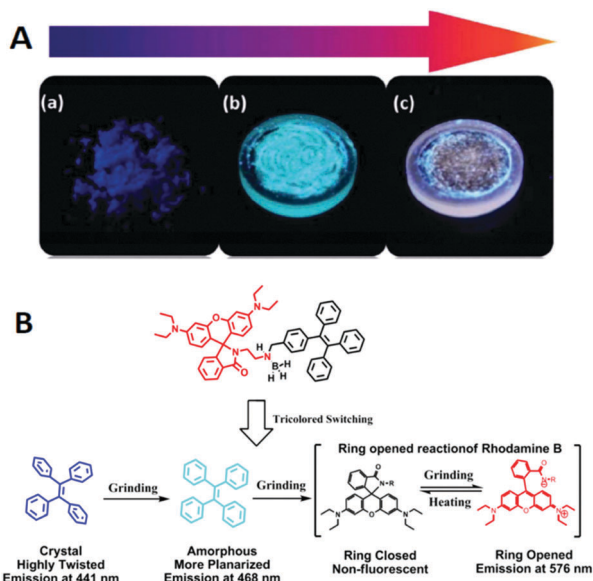 A
(a)
(b)
(c)
B
N
O
N
N
O
H
N
H
B
H
H
Tricolored Switching
Ring opened reactionof Rhodamine B
Grinding
Grinding
O
N-R
N
O
N
Grinding
Heating
O
N-R
N
O
N
Crystal
Highly Twisted
Emission at 441 nm
Amorphous
More Planarized
Emission at 468 nm
Ring Closed
Non-fluorescent
Ring Opened
Emission at 576 nm